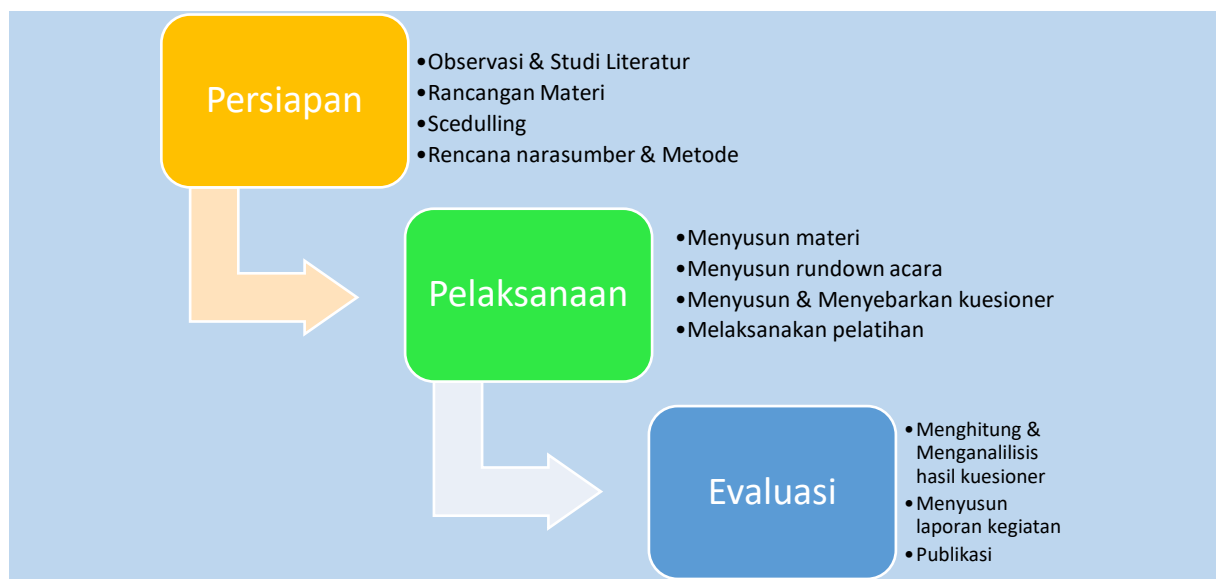 Persiapan
•Observasi & Studi Literatur
•Rancangan Materi
•Scedulling
•Rencana narasumber & Metode
Pelaksanaan
•Menyusun materi
•Menyusun rundown acara
•Menyusun & Menyebarkan kuesioner
•Melaksanakan pelatihan
Evaluasi
•Menghitung &
Menganalilisis
hasil kuesioner
•Menyusun
laporan kegiatan
•Publikasi